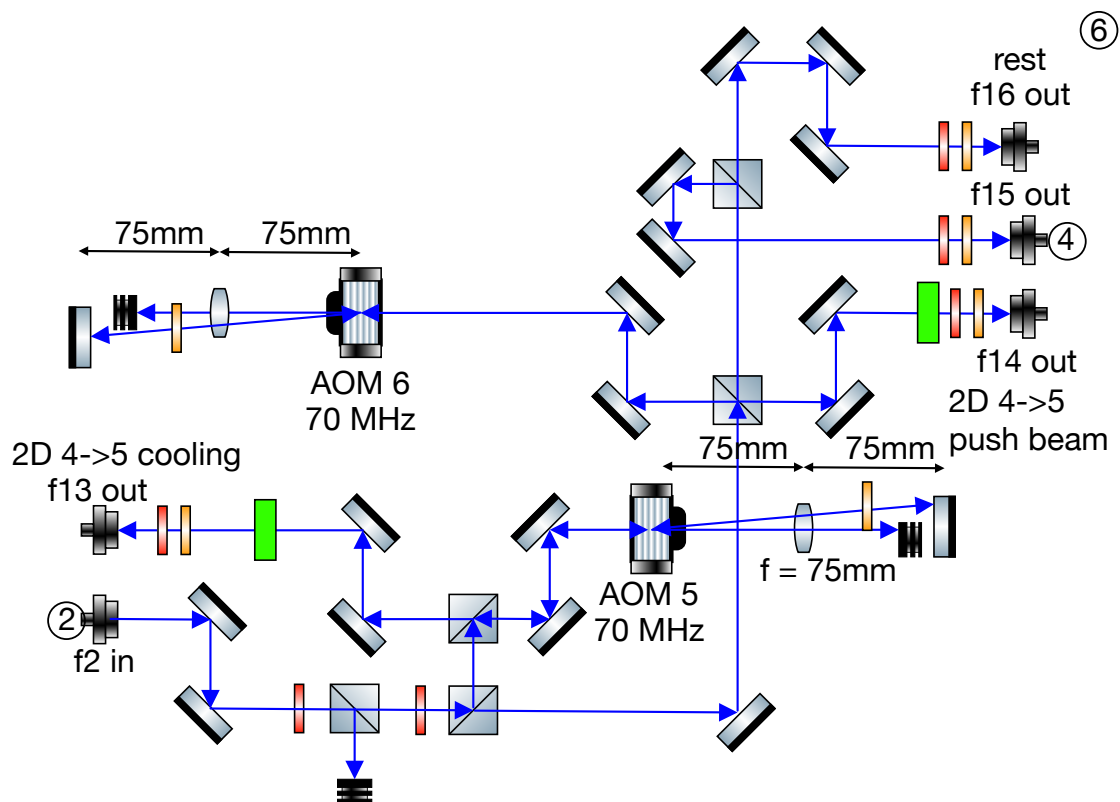 ⑥
rest
f16 out
f15 out
④
75mm
75mm
f14 out
2D 4->5
push beam
AOM 6
70 MHz
75mm
75mm
2D 4->5 cooling
f13 out
f = 75mm
AOM 5
70 MHz
②
f2 in